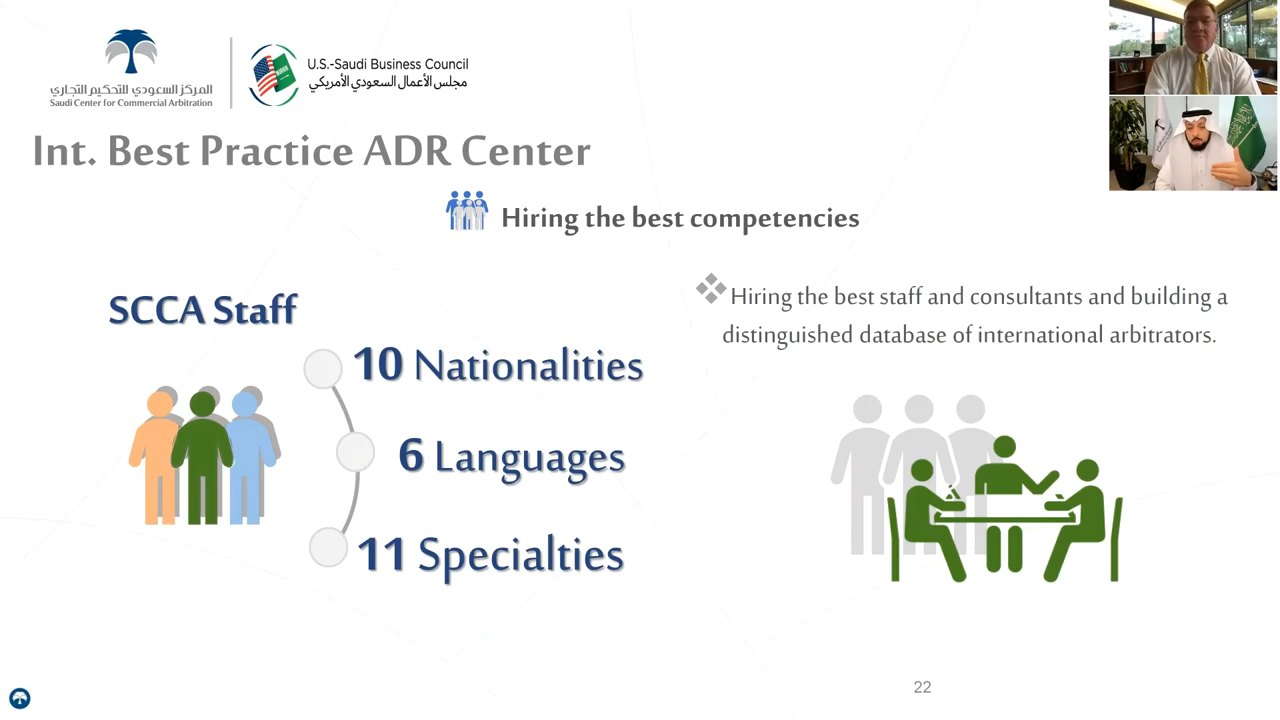 المركز السعودي للتحكيم التجاري
Saudi Center for Commercial Arbitration
U.S.-Saudi Business Council
مجلس الأعمال السعودي الأمريكي
Int. Best Practice ADR Center
Hiring the best competencies
SCCA Staff
10 Nationalities
6 Languages
11 Specialties
Hiring the best staff and consultants and building a
distinguished database of international arbitrators.
22